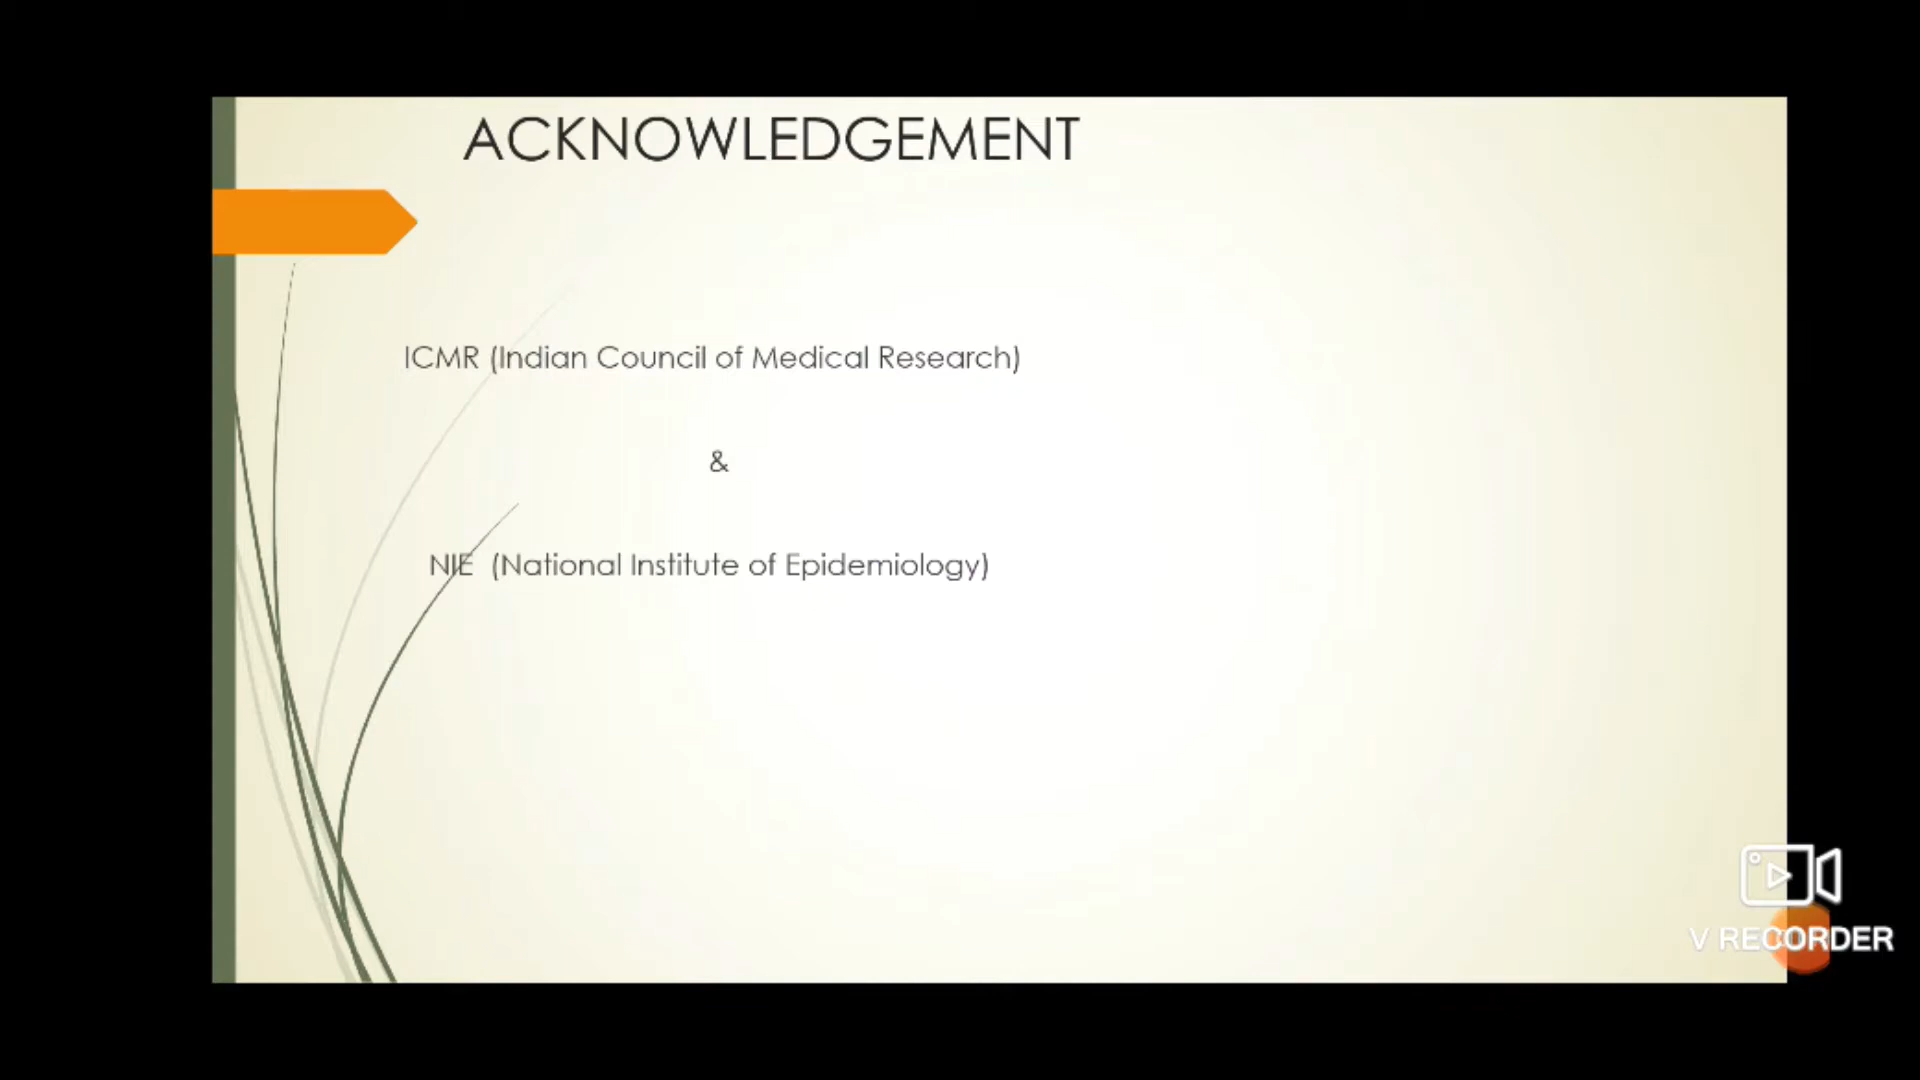 ACKNOWLEDGEMENT
ICMR (Indian Council of Medical Research)
&
NIE (National Institute of Epidemiology)
V RECORDER